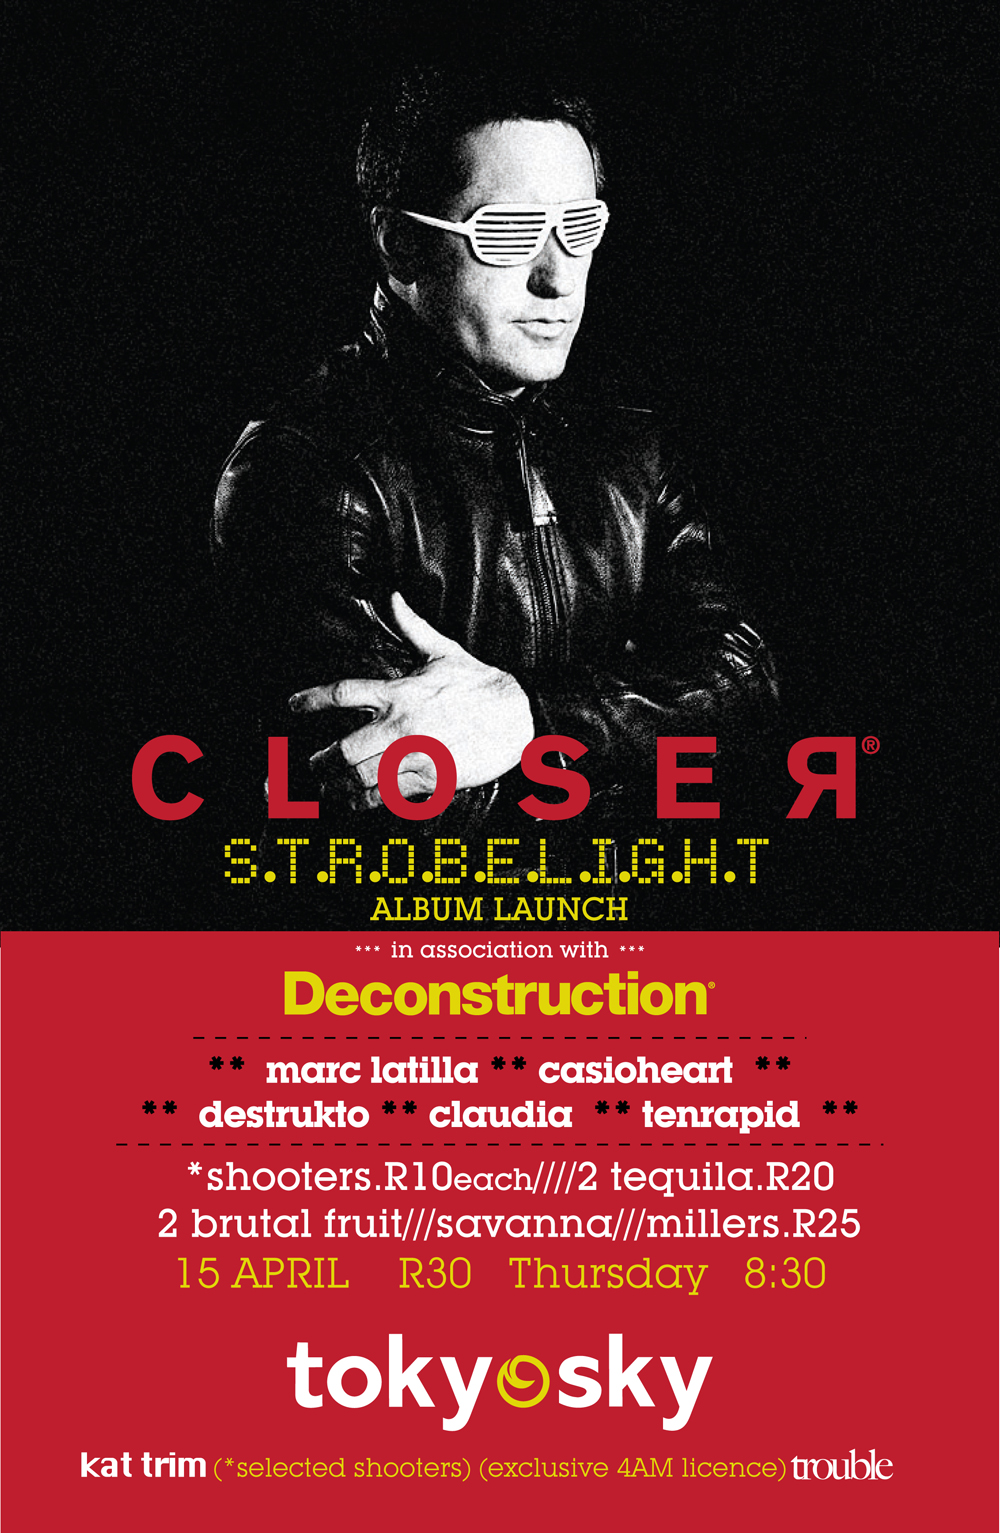 CLOSEЯ®
S.T.R.O.B.E.L.I.G.H.T
ALBUM LAUNCH
*** in association with ***
Deconstruction®
** marc latilla ** casioheart **
** destrukto ** claudia ** tenrapid **
*shooters.R10each////2 tequila.R20
2 brutal fruit///savanna///millers.R25
15 APRIL R30 Thursday 8:30
tokyosky
kat trim (*selected shooters) (exclusive 4AM licence) trouble